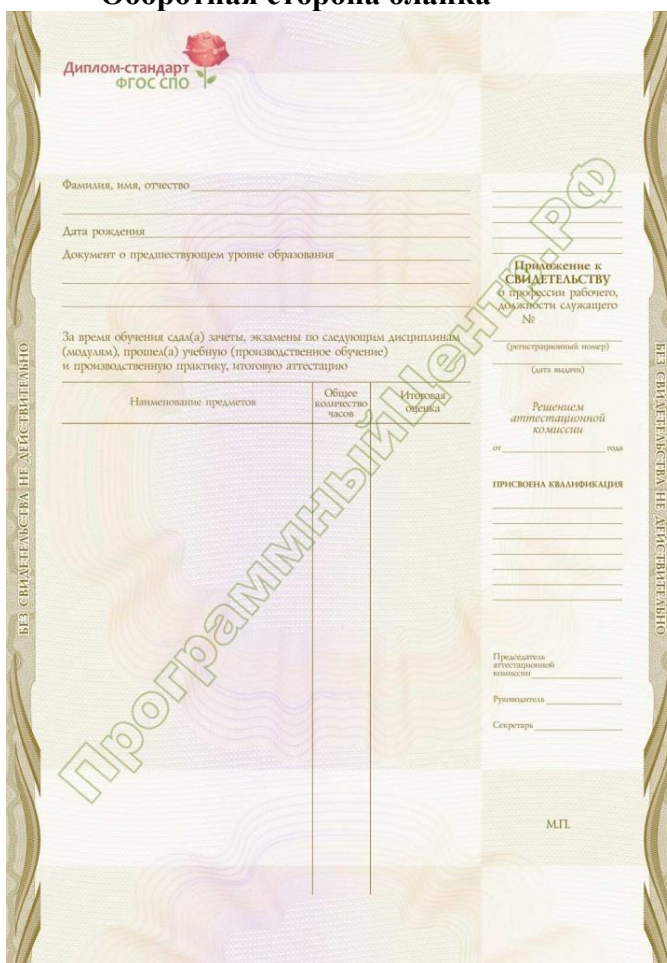 Оборотная сторона бланка
Диплом-стандарт
ФГОС СПО
Фамилия, имя, отчество
Дата рождения
Документ о предшествующем уровне образования
За время обучения сдал(а) зачеты, экзамены по следующим дисциплинам
(модулям), прошел(а) учебную (производственное обучение)
и производственную практику, итоговую аттестацию
Наименование предметов
Общее
количество
часов
Итоговая
оценка
Приложение к
СВИДЕТЕЛЬСТВУ
о профессии рабочего,
должности служащего
№
(регистрационный номер)
(дата выдачи)
Решением
аттестационной
комиссии
от года
ПРИСВОЕНА КВАЛИФИКАЦИЯ
Председатель
аттестационной
комиссии
Руководитель
Секретарь
М.П.
БЕЗ СВИДЕТЕЛЬСТВА НЕ ДЕЙСТВИТЕЛЬНО
БЕЗ СВИДЕТЕЛЬСТВА НЕ ДЕЙСТВИТЕЛЬНО
ПрограммныйЦентр.РФ